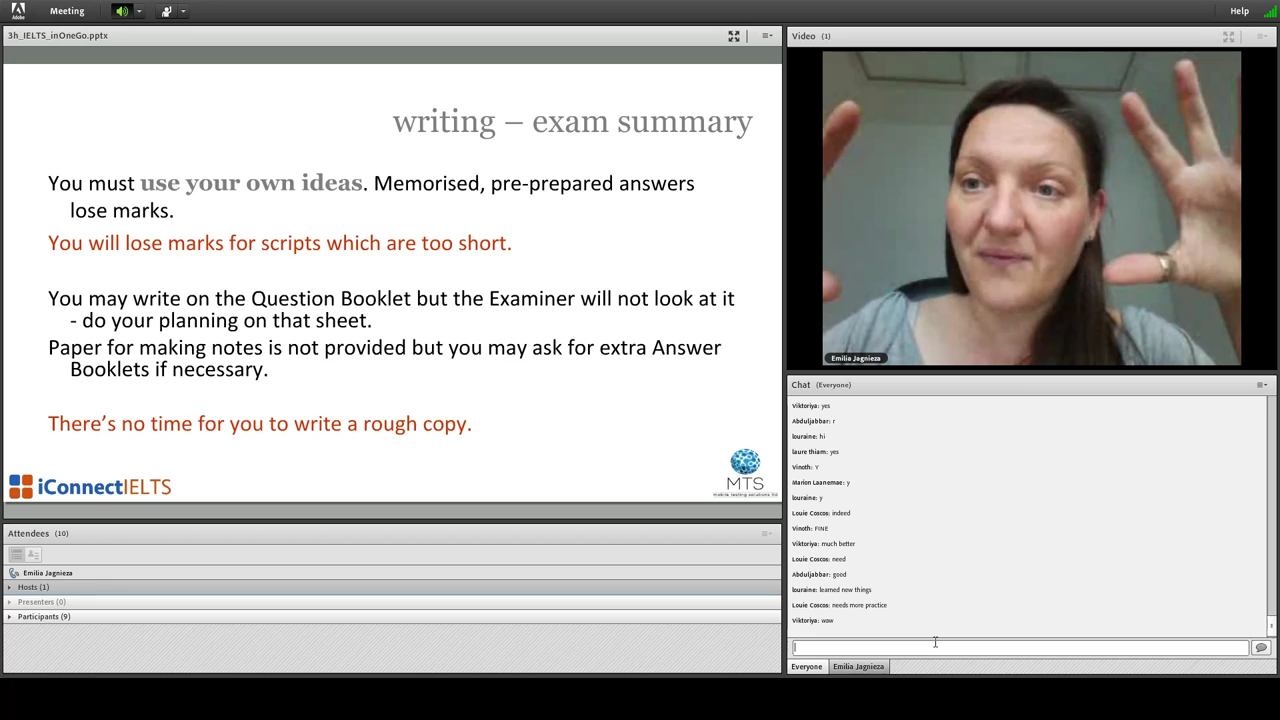 Meeting
Help
3h_IELTS_inOneGo.pptx
writing – exam summary
You must use your own ideas. Memorised, pre-prepared answers
lose marks.
You will lose marks for scripts which are too short.
You may write on the Question Booklet but the Examiner will not look at it
- do your planning on that sheet.
Paper for making notes is not provided but you may ask for extra Answer
Booklets if necessary.
There's no time for you to write a rough copy.
iConnectIELTS
MTS
mobile testing solutions ltd
Attendees (10)
Emilia Jagnieza
Hosts (1)
Presenters (0)
Participants (9)
Video (1)
Emilia Jagnieza
Chat (Everyone)
Viktoriya: yes
Abduljabbar: r
louraine: hi
laure thiam: yes
Vinoth: Y
Marion Laanemae: y
louraine: y
Louie Coscos: indeed
Vinoth: FINE
Viktoriya: much better
Louie Coscos: need
Abduljabbar: good
louraine: learned new things
Louie Coscos: needs more practice
Viktoriya: waw
Everyone
Emilia Jagnieza